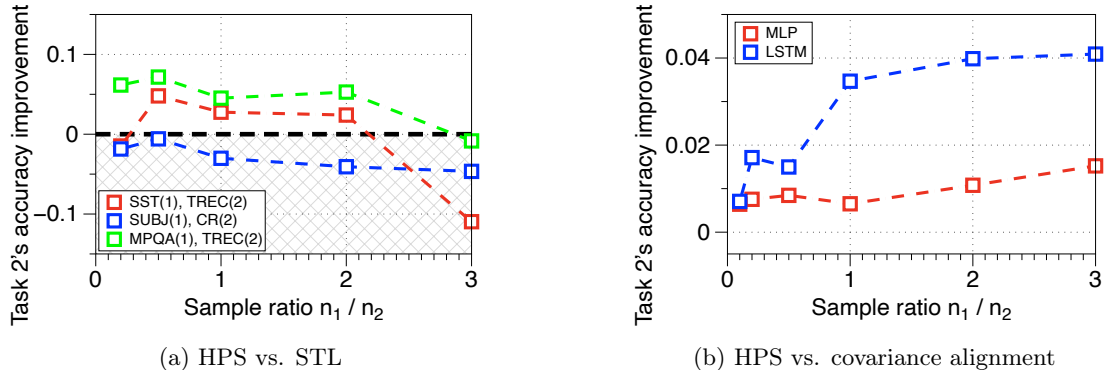 Task 2's accuracy improvement
0.1
0
−0.1
SST(1), TREC(2)
SUBJ(1), CR(2)
MPQA(1), TREC(2)
0 1 2 3
Sample ratio n₁ / n₂
(a) HPS vs. STL
Task 2's accuracy improvement
0.04
0.02
0
MLP
LSTM
0 1 2 3
Sample ratio n₁ / n₂
(b) HPS vs. covariance alignment